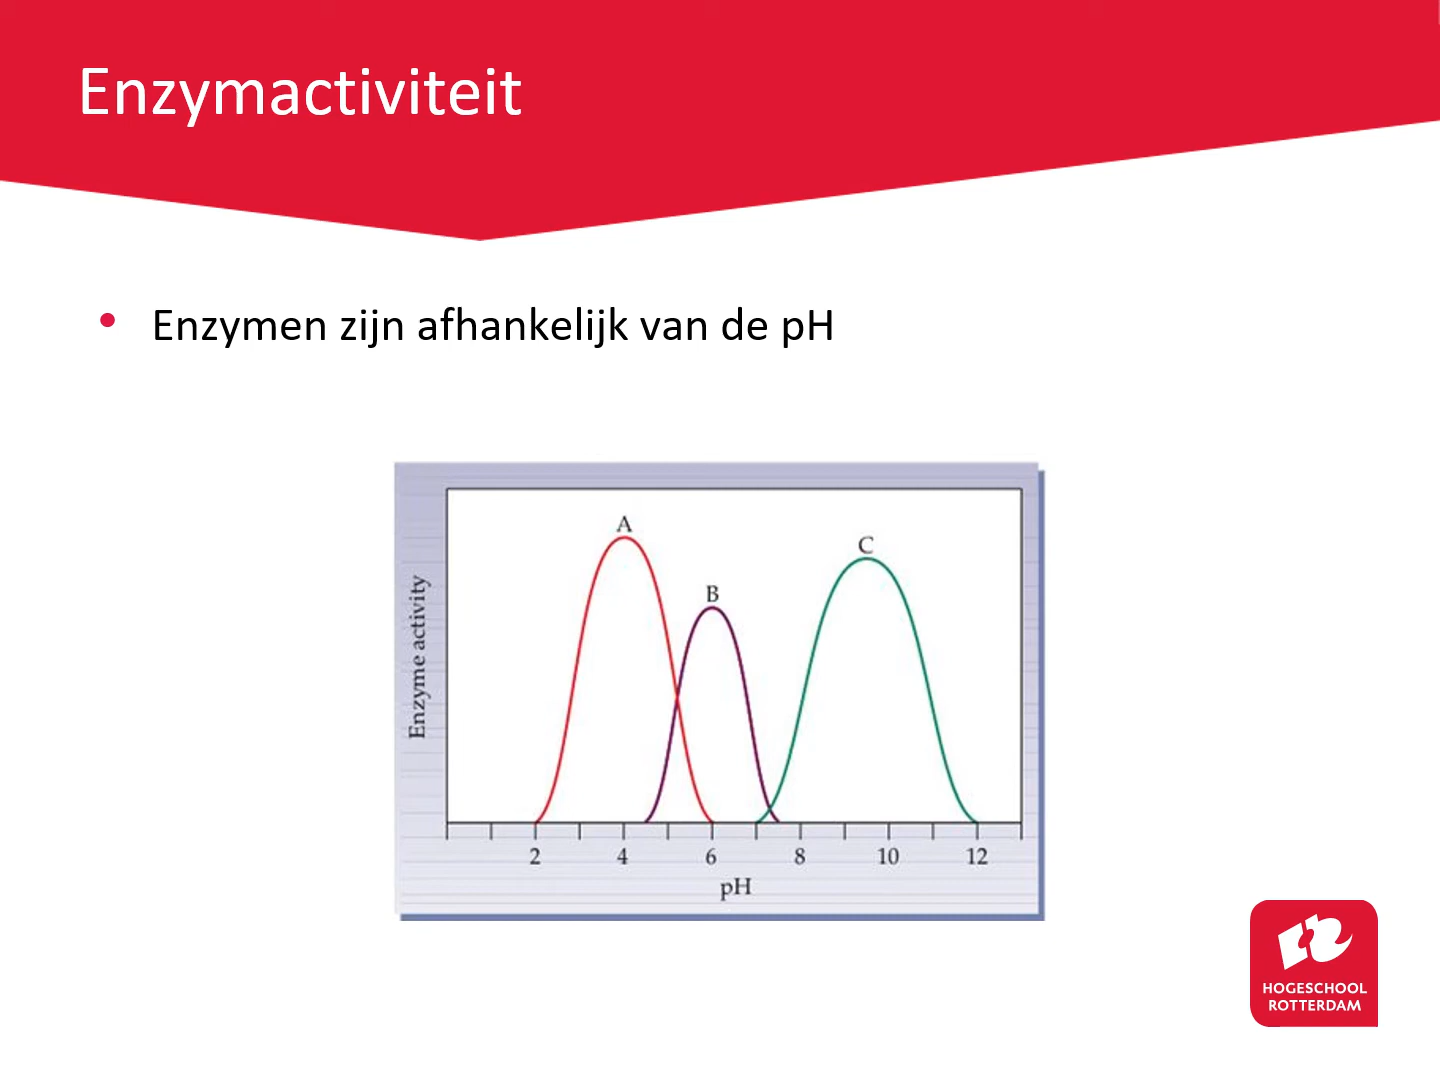 Enzymactiviteit
• Enzymen zijn afhankelijk van de pH
A
B
C
Enzyme activity
2 4 6 8 10 12
pH
HOGESCHOOL
ROTTERDAM